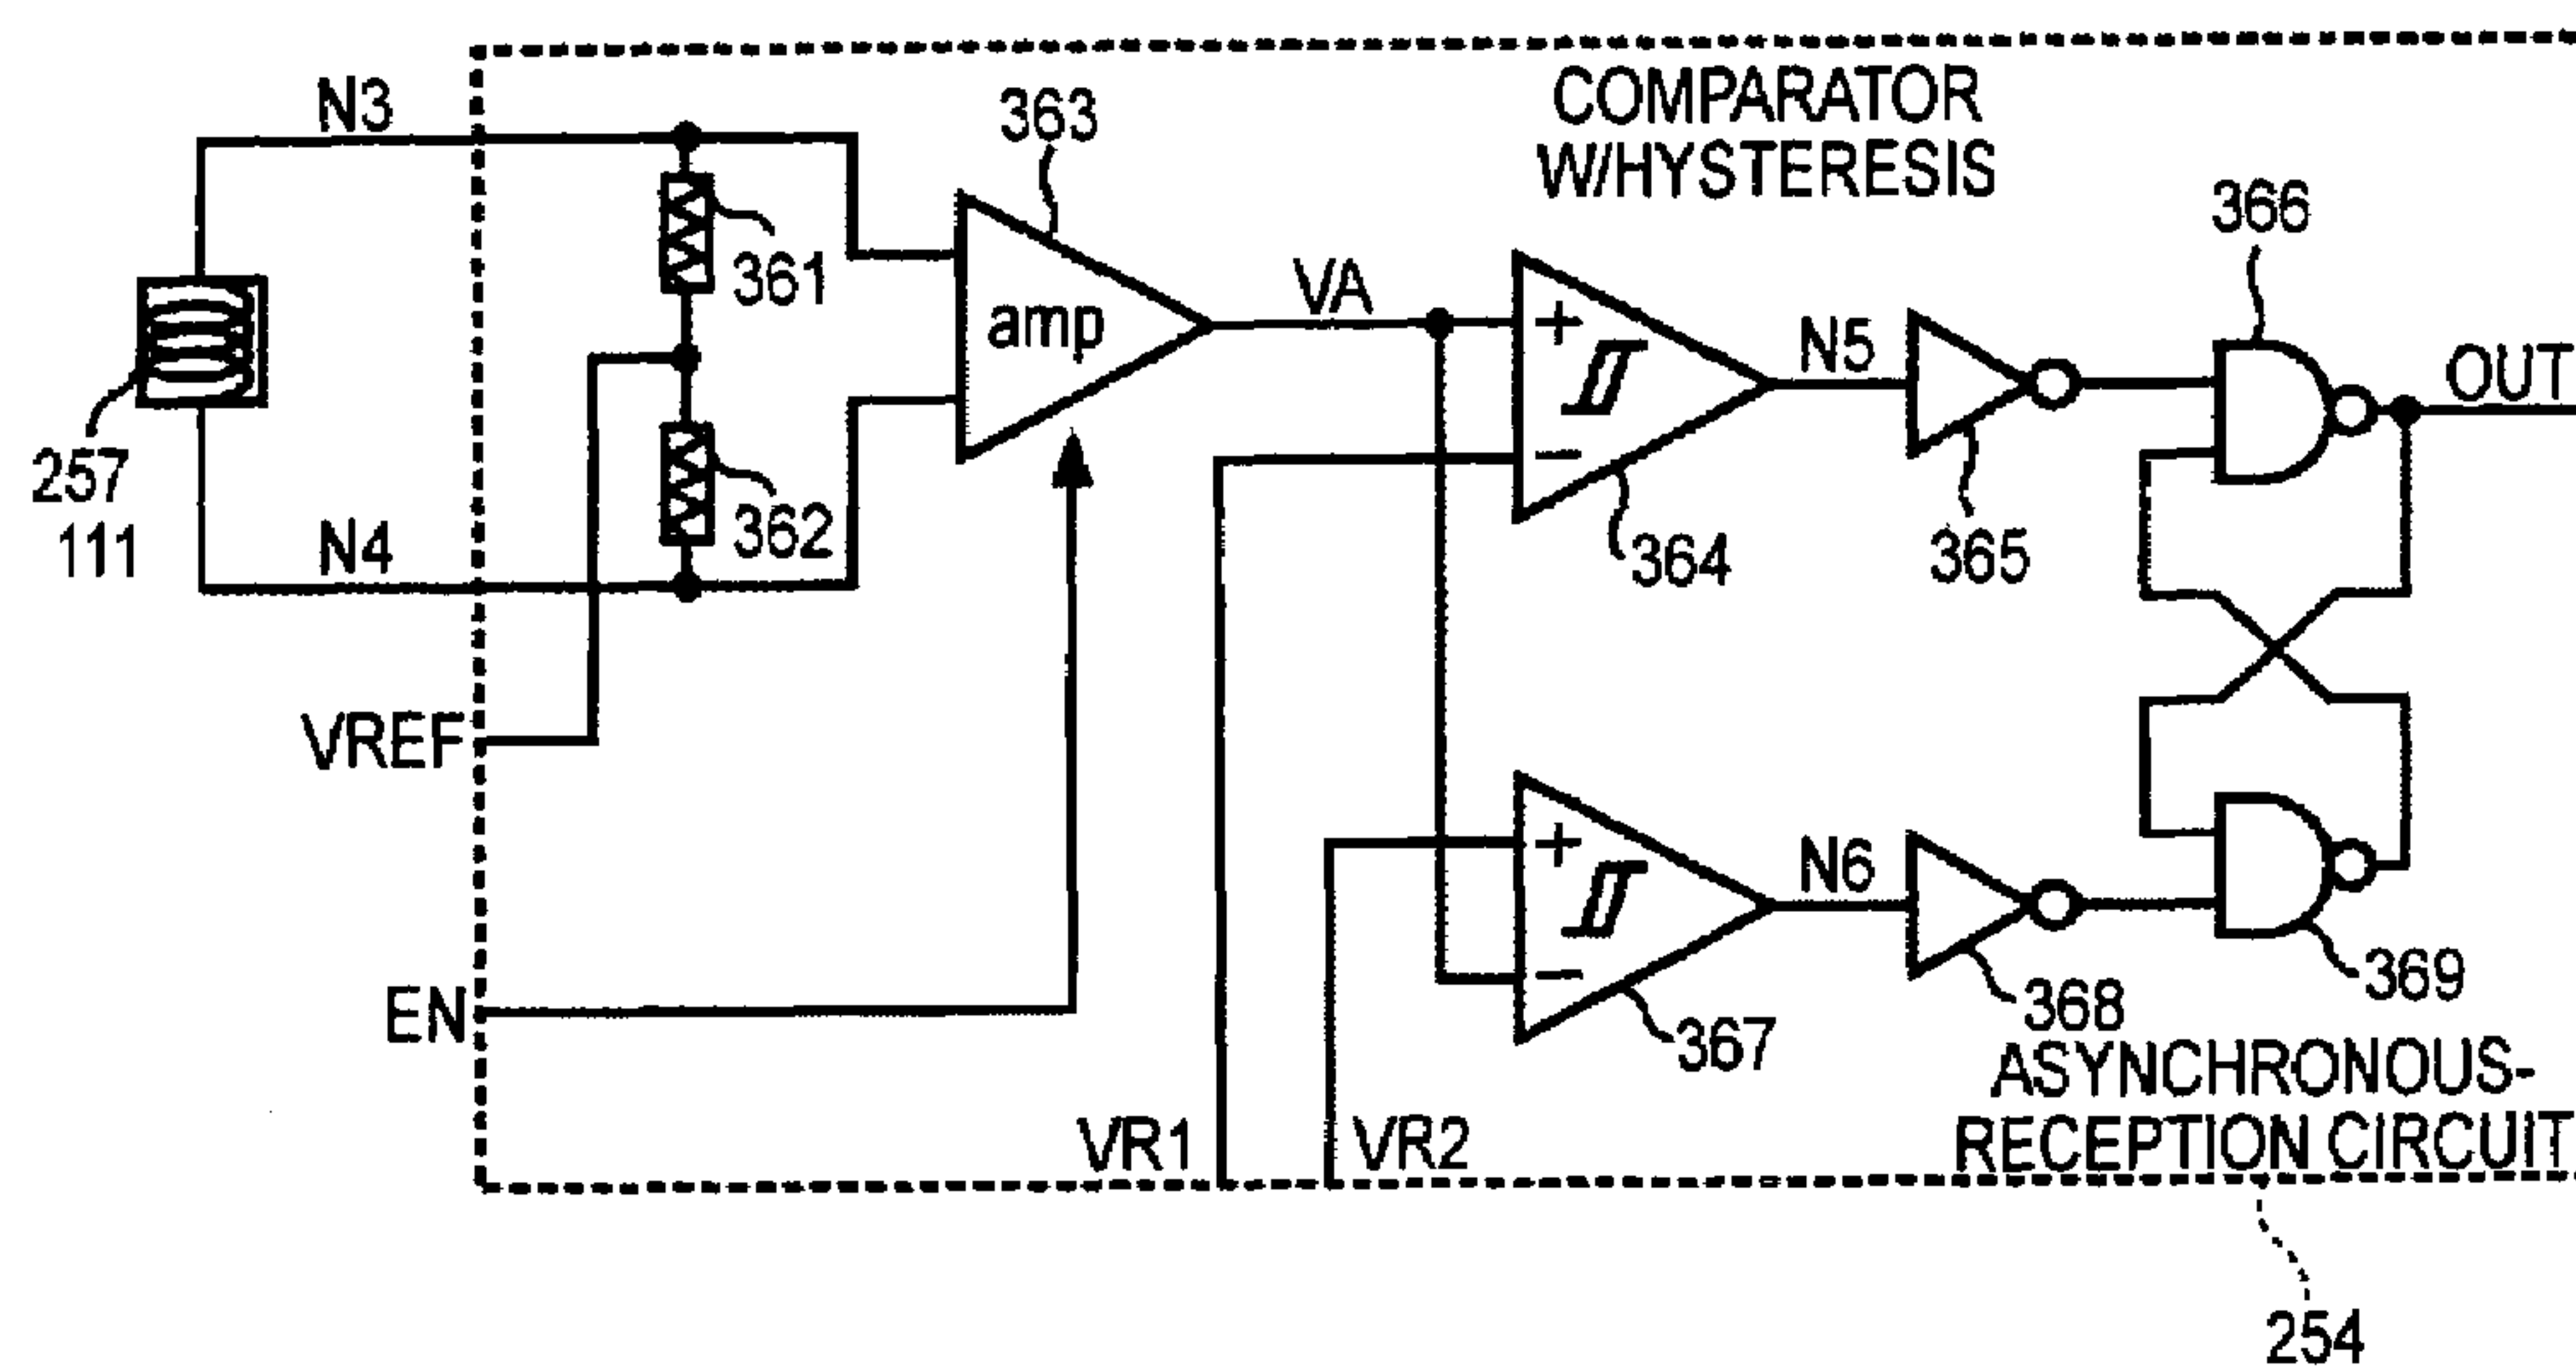 COMPARATOR
W/HYSTERESIS
N3
363
366
361
amp
VA
+
N5
OUT
257
111
N4
362
−
364
365
VREF
+
N6
−
367
368
369
EN
ASYNCHRONOUS-
RECEPTION CIRCUIT
VR1
VR2
254